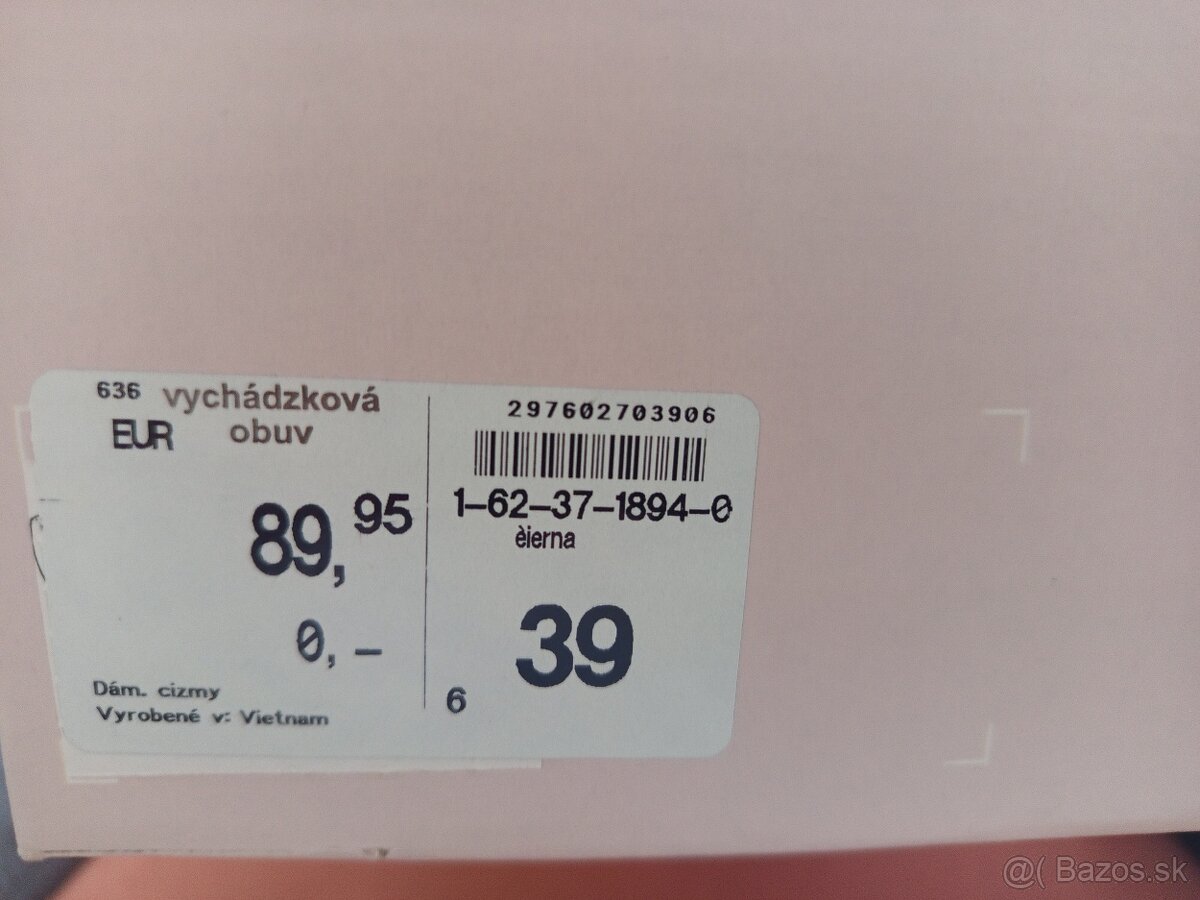 636 vychádzková
EUR obuv
89,95
0,-
Dám. cizmy
Vyrobené v: Vietnam
297602703906
1-62-37-1894-0
èierna
39
6
@( Bazos.sk